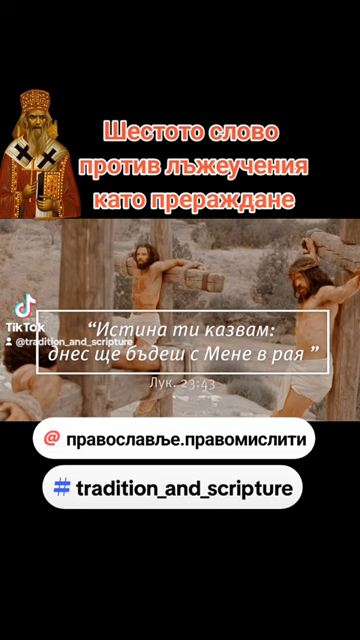 Шестото слово
против лъжеучения
като прераждане
TikTok
@tradition_and_scripture
“Истина ти казвам:
днес ще бъдеш с Мене в рая ”
Лук. 23:43
@ православље.правомислити
# tradition_and_scripture